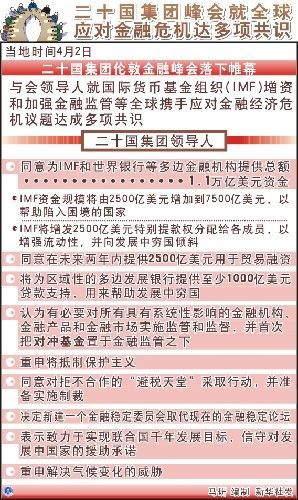 二十国集团峰会就全球
应对金融危机达多项共识
当地时间4月2日
二十国集团伦敦金融峰会落下帷幕
与会领导人就国际货币基金组织(IMF)增资
和加强金融监管等全球携手应对金融经济危
机议题达成多项共识
二十国集团领导人
同意为IMF和世界银行等多边金融机构提供总额
1.1万亿美元资金
IMF资金规模将由2500亿美元增加到7500亿美元，以
帮助陷入困境的国家
IMF将增发2500亿美元特别提款权分配给各成员，以
增强流动性，并向发展中穷国倾斜
同意在未来两年内提供2500亿美元用于贸易融资
将为区域性的多边发展银行提供至少1000亿美元
贷款支持，用来帮助发展中穷国
认为有必要对所有具有系统性影响的金融机构、
金融产品和金融市场实施监管和监督，并首次
把对冲基金置于金融监管之下
重申将抵制保护主义
同意对拒不合作的“避税天堂”采取行动，并准
备实施制裁
决定新建一个金融稳定委员会取代现在的金融稳定论坛
表示致力于实现联合国千年发展目标，信守对发
展中国家的援助承诺
重申解决气候变化的威胁
编制 新华社发